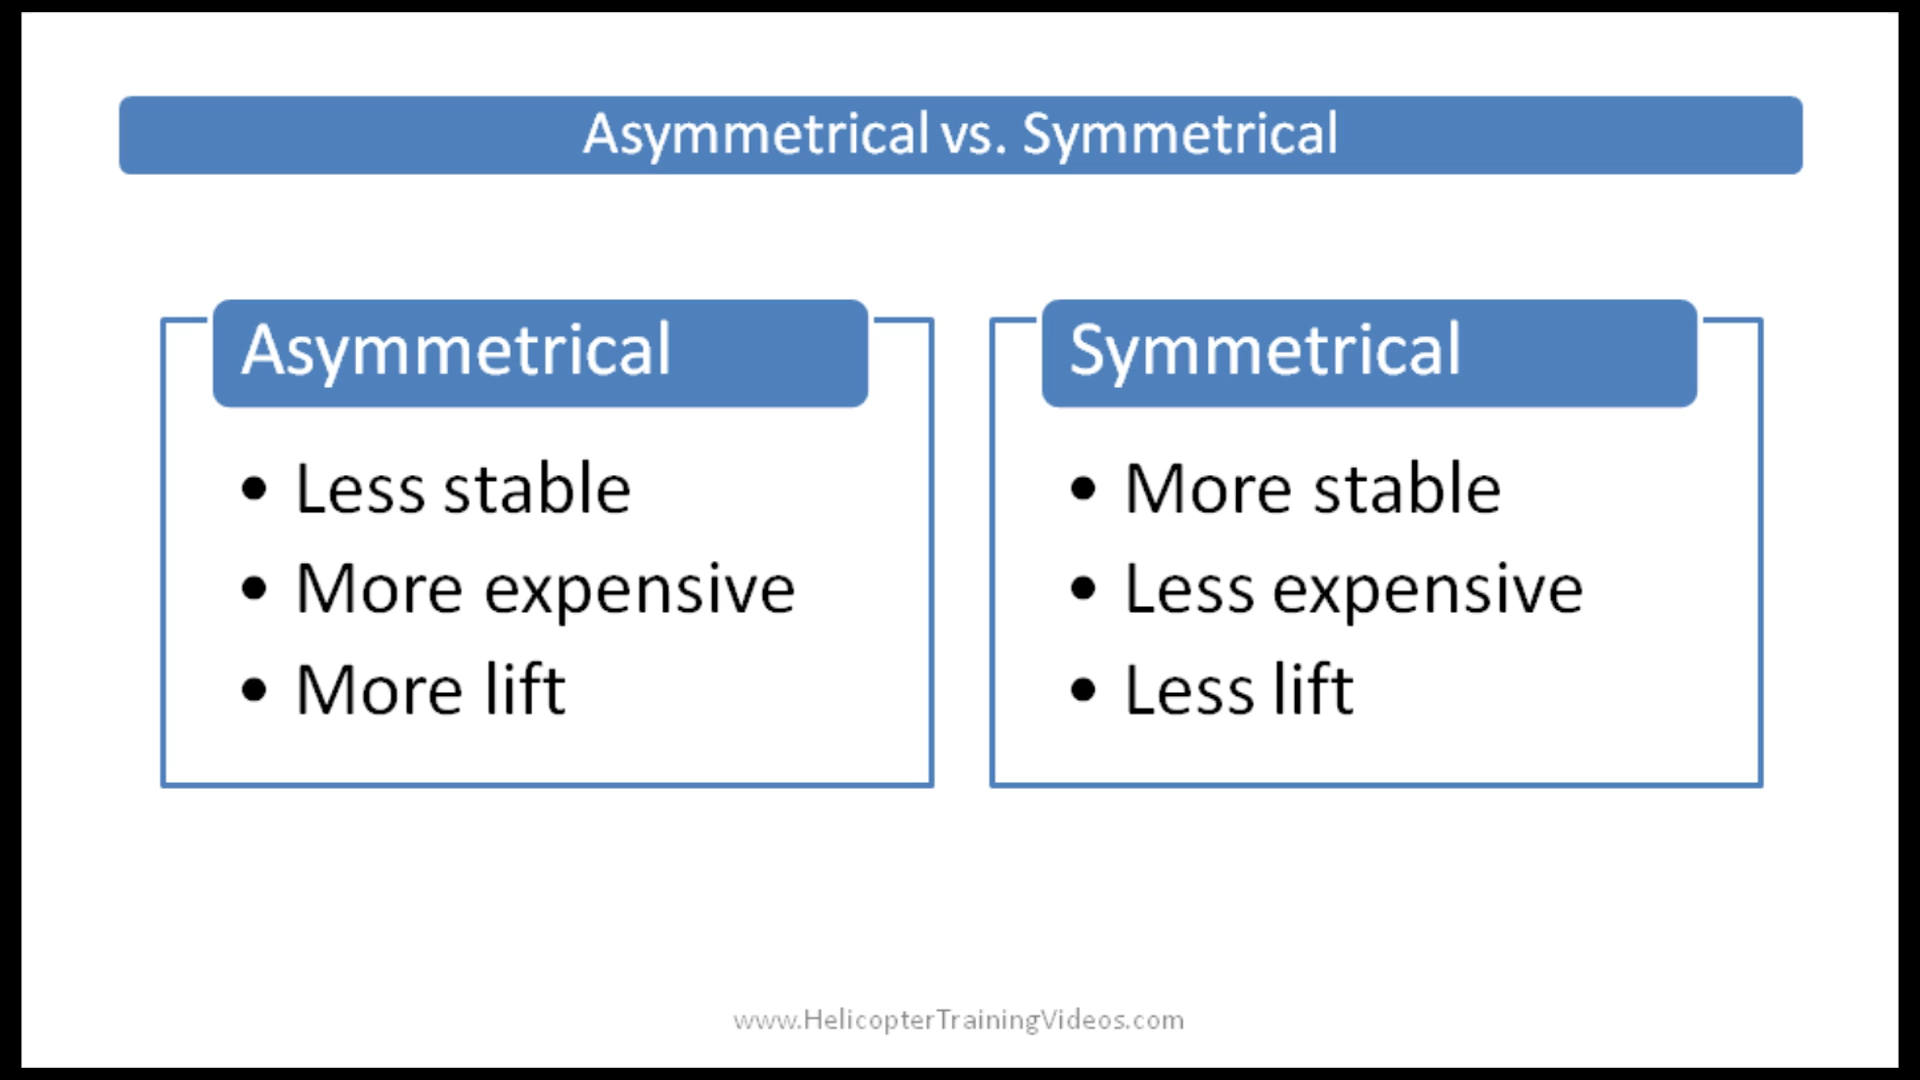 Asymmetrical vs. Symmetrical
Asymmetrical
• Less stable
• More expensive
• More lift
Symmetrical
• More stable
• Less expensive
• Less lift
www.HelicopterTrainingVideos.com